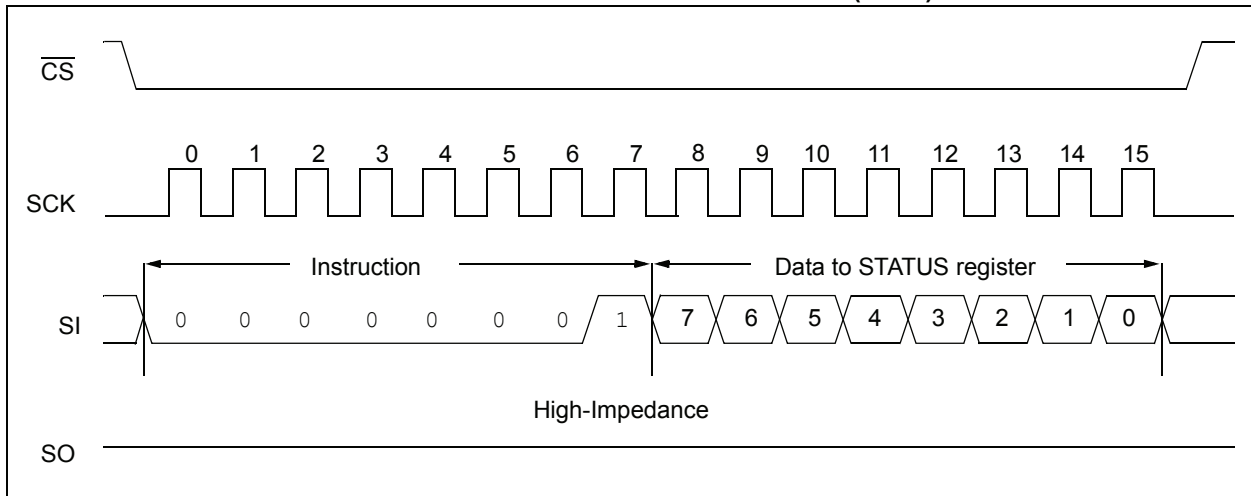 CS
0 1 2 3 4 5 6 7 8 9 10 11 12 13 14 15
SCK
Instruction Data to STATUS register
SI 0 0 0 0 0 0 0 1 7 6 5 4 3 2 1 0
High-Impedance
SO